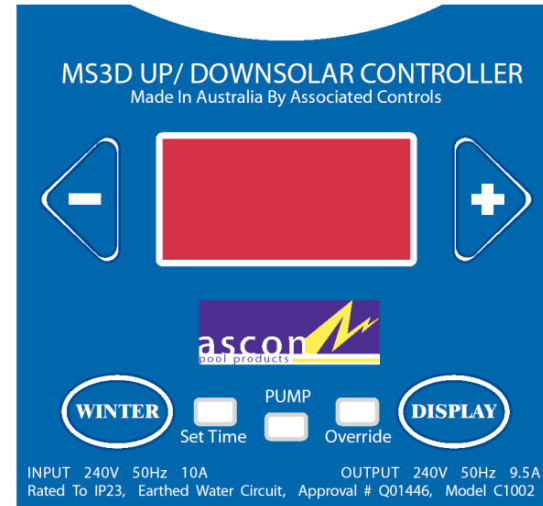 MS3D UP/ DOWNSOLAR CONTROLLER
Made In Australia By Associated Controls
-
+
ascon
pool products
WINTER
Set Time
PUMP
Override
DISPLAY
INPUT 240V 50Hz 10A OUTPUT 240V 50Hz 9.5A
Rated To IP23, Earthed Water Circuit, Approval # Q01446, Model C1002